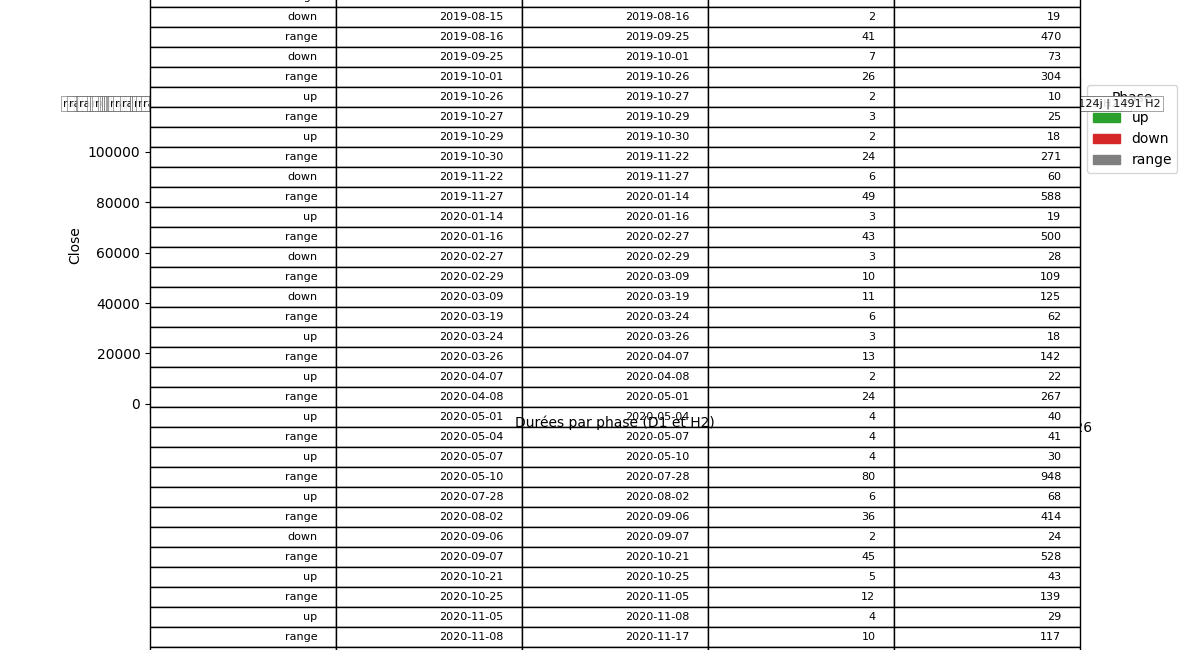 down 2019-08-15 2019-08-16 2 19
range 2019-08-16 2019-09-25 41 470
down 2019-09-25 2019-10-01 7 73
range 2019-10-01 2019-10-26 26 304
up 2019-10-26 2019-10-27 2 10
124j | 1491 H2
Phase
range 2019-10-27 2019-10-29 3 25
up
up 2019-10-29 2019-10-30 2 18
down
100000
range 2019-10-30 2019-11-22 24 271
range
down 2019-11-22 2019-11-27 6 60
80000
range 2019-11-27 2020-01-14 49 588
up 2020-01-14 2020-01-16 3 19
range 2020-01-16 2020-02-27 43 500
Close
60000
down 2020-02-27 2020-02-29 3 28
range 2020-02-29 2020-03-09 10 109
down 2020-03-09 2020-03-19 11 125
40000
range 2020-03-19 2020-03-24 6 62
up 2020-03-24 2020-03-26 3 18
20000
range 2020-03-26 2020-04-07 13 142
up 2020-04-07 2020-04-08 2 22
range 2020-04-08 2020-05-01 24 267
0
up 2020-05-01 2020-05-04 4 40
Durées par phase (D1 et H2)
range 2020-05-04 2020-05-07 4 41
up 2020-05-07 2020-05-10 4 30
range 2020-05-10 2020-07-28 80 948
up 2020-07-28 2020-08-02 6 68
range 2020-08-02 2020-09-06 36 414
down 2020-09-06 2020-09-07 2 24
range 2020-09-07 2020-10-21 45 528
up 2020-10-21 2020-10-25 5 43
range 2020-10-25 2020-11-05 12 139
up 2020-11-05 2020-11-08 4 29
range 2020-11-08 2020-11-17 10 117